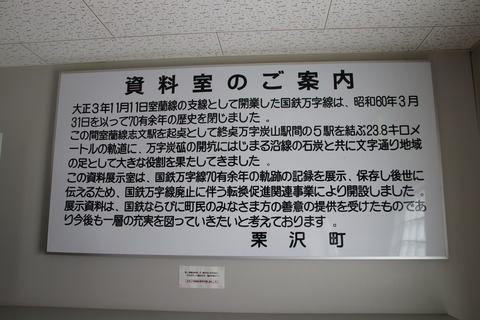 資料室のご案内
大正3年11月11日室蘭線の支線として開業した国鉄万字線は、昭和60年3月
31日を以って70有余年の歴史を閉じました。
この間室蘭線志文駅を起点として終点万字炭山駅間の5駅を結ぶ23.8キロメ
ートルの軌道に、万字炭砿の開坑にはじまる沿線の石炭と共に文字通り地域
の足として大きな役割を果たしてきました。
この資料展示室は、国鉄万字線70有余年の軌跡の記録を展示、保存し後世に
伝えるため、国鉄万字線廃止に伴う転換促進関連事業により開設しました。
展示資料は、国鉄ならびに町民のみなさま方の善意の提供を受けたものであ
り今後も一層の充実を図っていきたいと考えております。
栗沢町